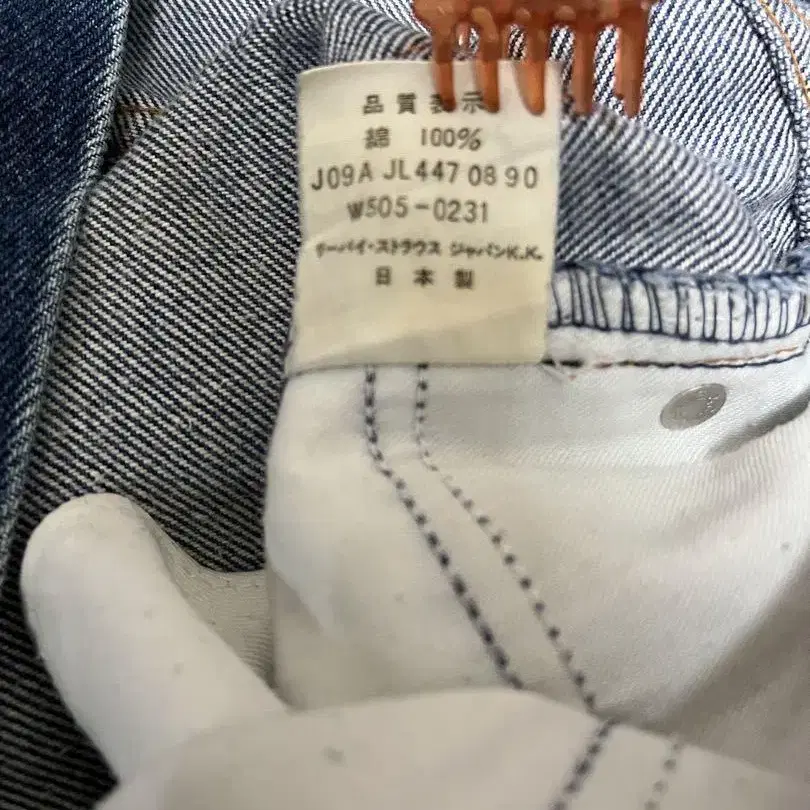 品質表示
綿 100%
J09A JL447 08 90
W505-0231
リーバイ・ストラウス ジャパンK.K.
日本製